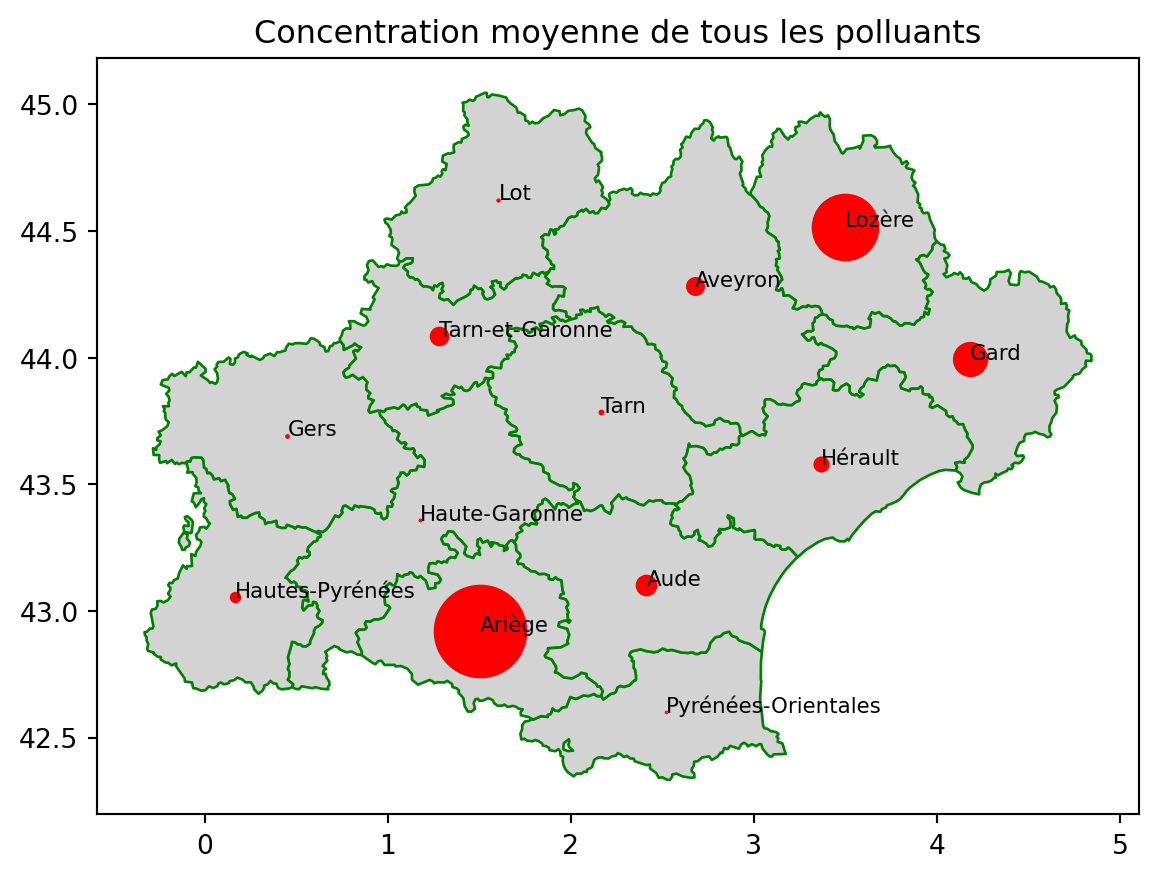 Concentration moyenne de tous les polluants
45.0
44.5
44.0
43.5
43.0
42.5
Lot
Lozère
Aveyron
Tarn-et-Garonne
Gard
Tarn
Gers
Hérault
Haute-Garonne
Aude
Hautes-Pyrénées
Ariège
Pyrénées-Orientales
0
1
2
3
4
5